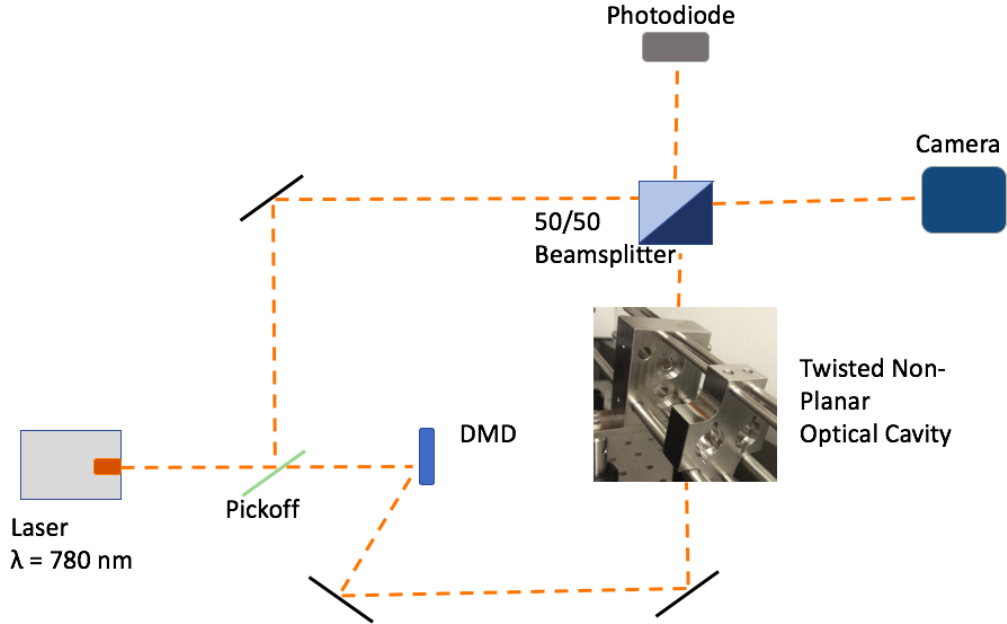 Photodiode
Camera
50/50
Beamsplitter
Twisted Non-
Planar
Optical Cavity
DMD
Pickoff
Laser
λ = 780 nm